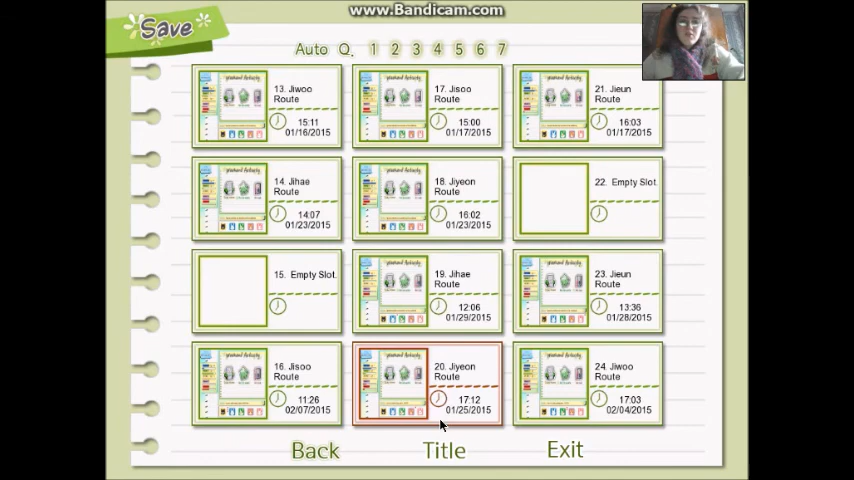 www.Bandicam.com
Save
Auto Q. 1 2 3 4 5 6 7
13. Jiwoo
Route
15:11
01/16/2015
17. Jisoo
Route
15:00
01/17/2015
21. Jieun
Route
16:03
01/17/2015
14. Jihae
Route
14:07
01/23/2015
18. Jiyeon
Route
16:02
01/23/2015
22. Empty Slot.
15. Empty Slot.
19. Jihae
Route
12:06
01/29/2015
23. Jieun
Route
13:36
01/28/2015
16. Jisoo
Route
11:26
02/07/2015
20. Jiyeon
Route
17:12
01/25/2015
24. Jiwoo
Route
17:03
02/04/2015
Back Title Exit